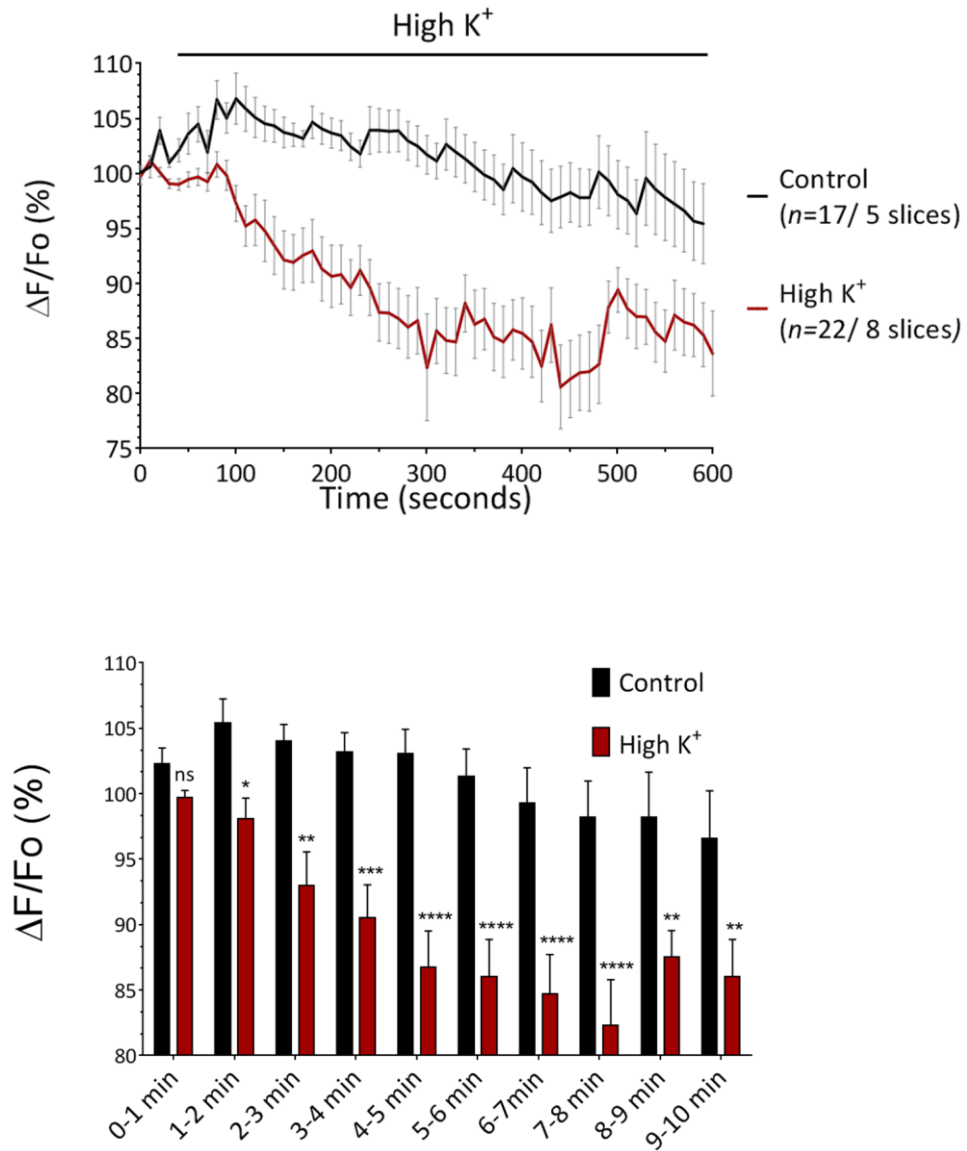 High K⁺
110
105
100
95
90
85
80
75
ΔF/Fo (%)
0 100 200 300 400 500 600
Time (seconds)
Control
(n=17/ 5 slices)
High K⁺
(n=22/ 8 slices)
110
105
100
95
90
85
80
ΔF/Fo (%)
Control
High K⁺
ns
*
**
***
****
****
****
****
**
**
0-1 min
1-2 min
2-3 min
3-4 min
4-5 min
5-6 min
6-7min
7-8 min
8-9 min
9-10 min